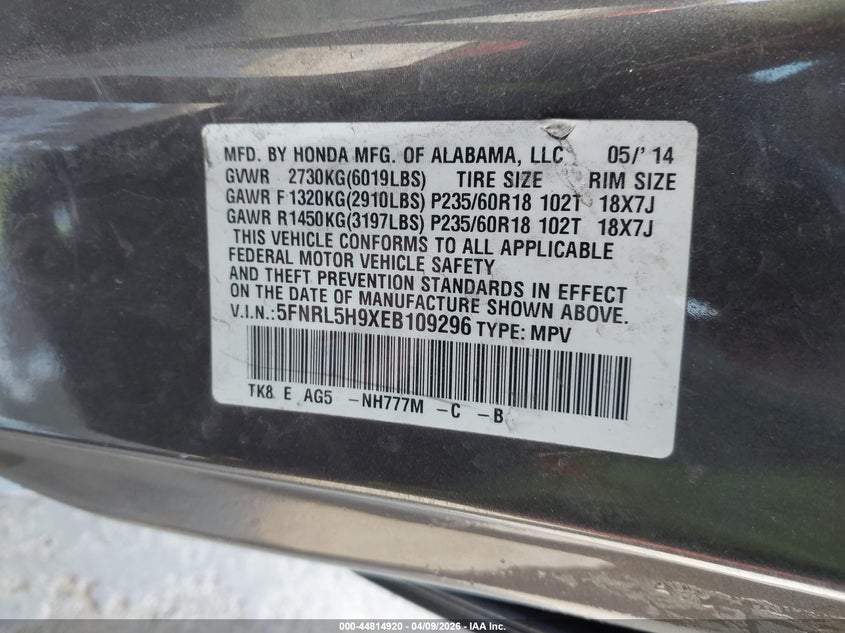 MFD. BY HONDA MFG. OF ALABAMA, LLC 05/'14
GVWR 2730KG(6019LBS) TIRE SIZE RIM SIZE
GAWR F1320KG(2910LBS) P235/60R18 102T 18X7J
GAWR R1450KG(3197LBS) P235/60R18 102T 18X7J
THIS VEHICLE CONFORMS TO ALL APPLICABLE
FEDERAL MOTOR VEHICLE SAFETY
AND THEFT PREVENTION STANDARDS IN EFFECT
ON THE DATE OF MANUFACTURE SHOWN ABOVE.
V.I.N.:5FNRL5H9XEB109296 TYPE: MPV
TK8 E AG5 -NH777M -C -B
000-44814920 - 04/09/2026 - IAA Inc.